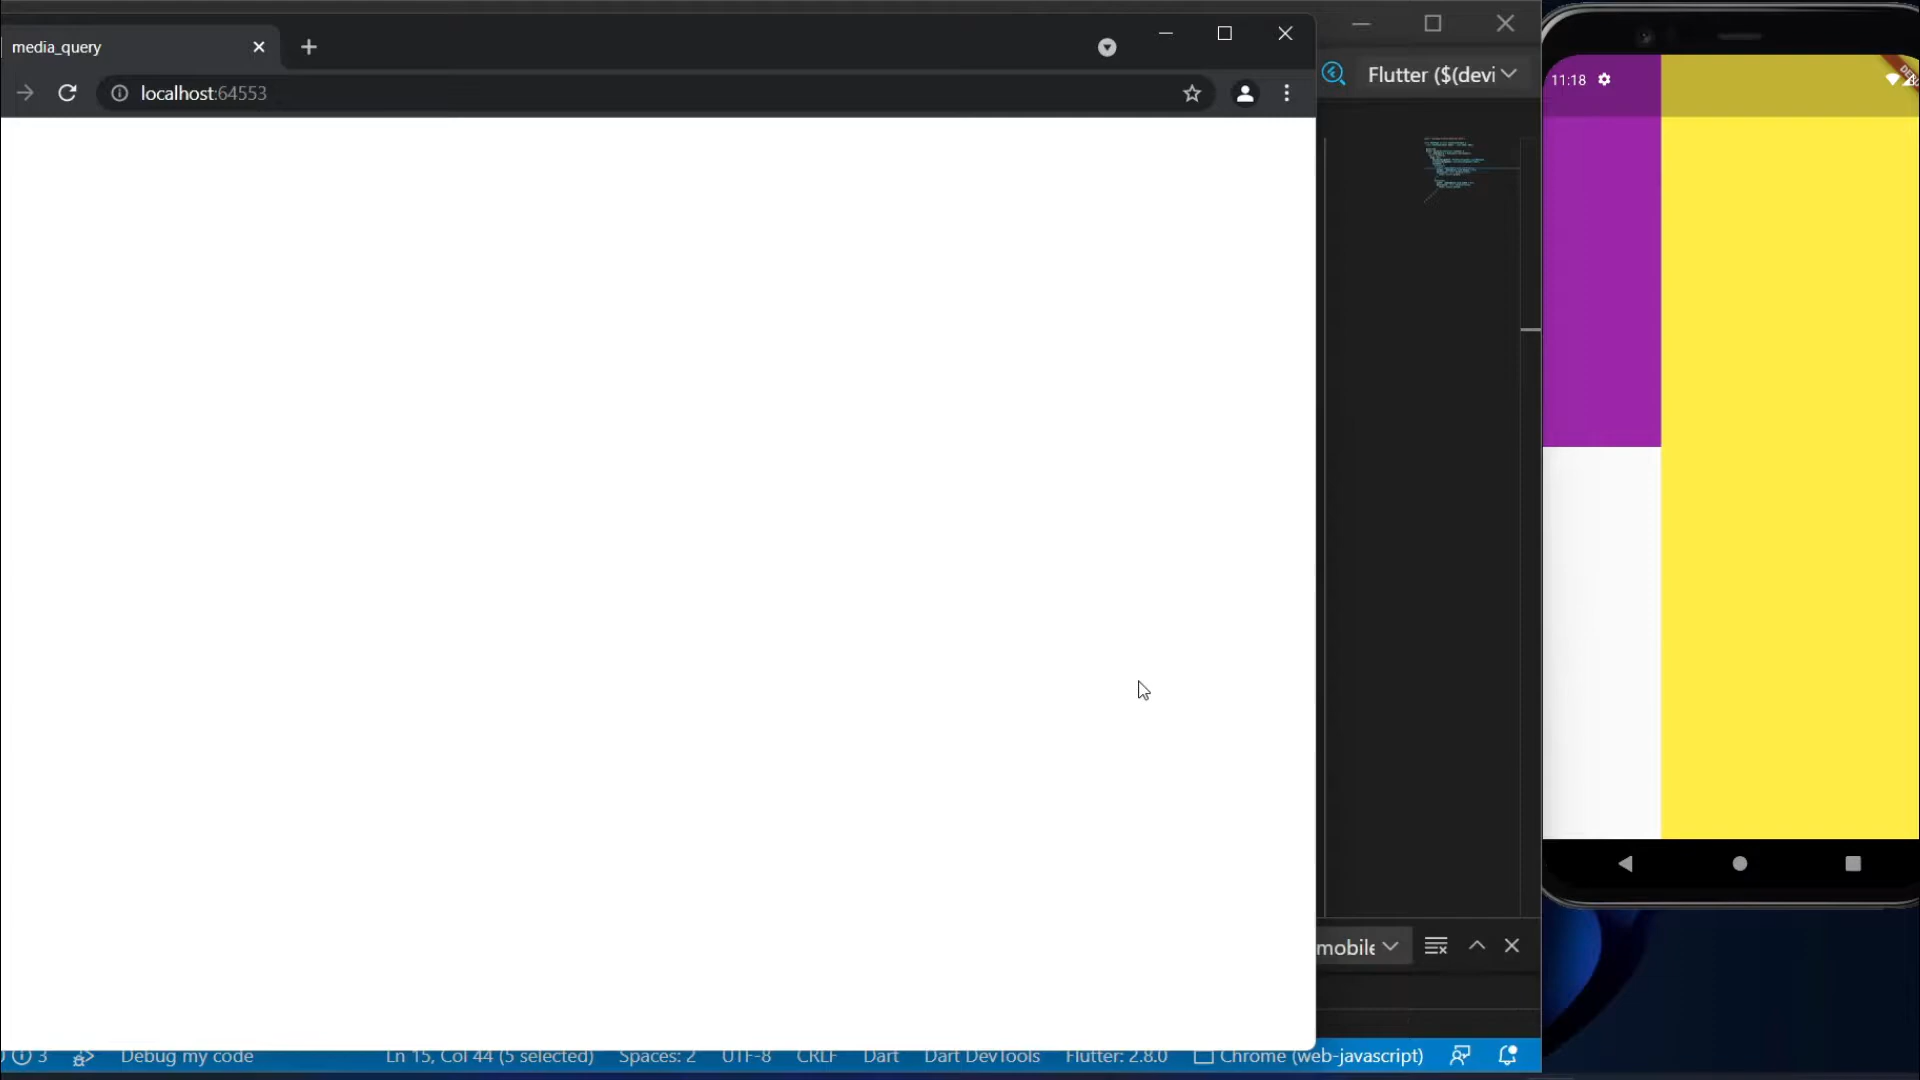 media_query
localhost:64553
Flutter ($(devi
11:18
mobile
3 Debug my code Ln 15, Col 44 (5 selected) Spaces: 2 UTF-8 CRLF Dart Dart DevTools Flutter: 2.8.0 Chrome (web-javascript)